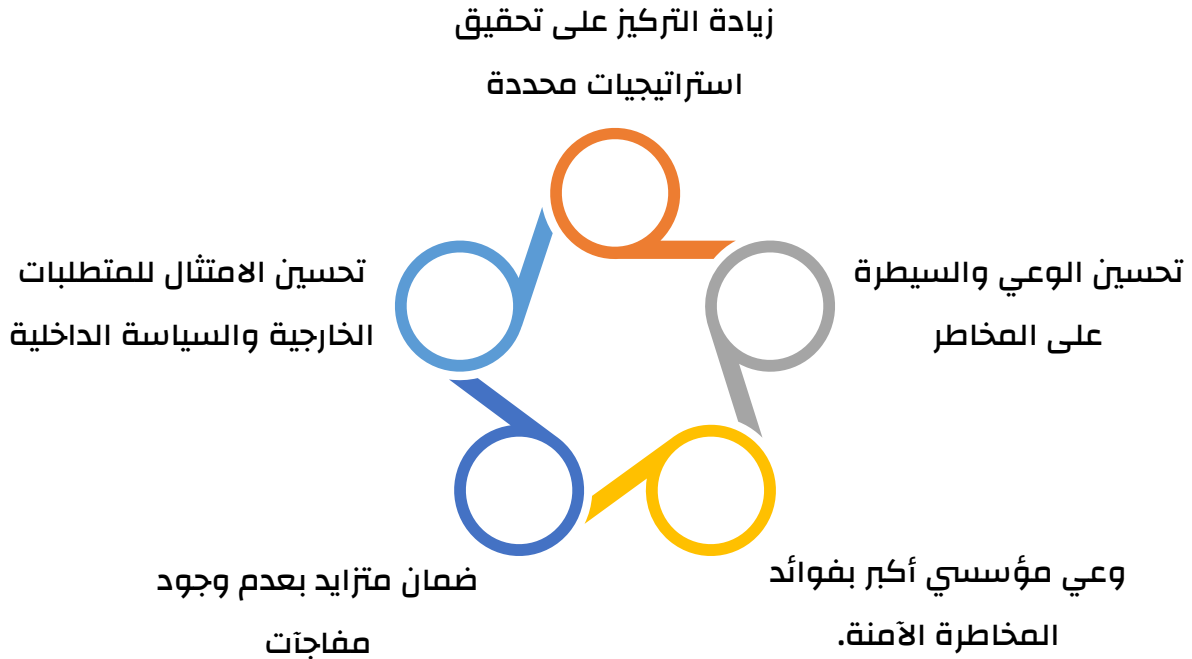 زيادة التركيز على تحقيق
استراتيجيات محددة
تحسين الوعي والسيطرة
على المخاطر
وعي مؤسسي أكبر بفوائد
المخاطرة الآمنة.
ضمان متزايد بعدم وجود
مفاجآت
تحسين الامتثال للمتطلبات
الخارجية والسياسة الداخلية